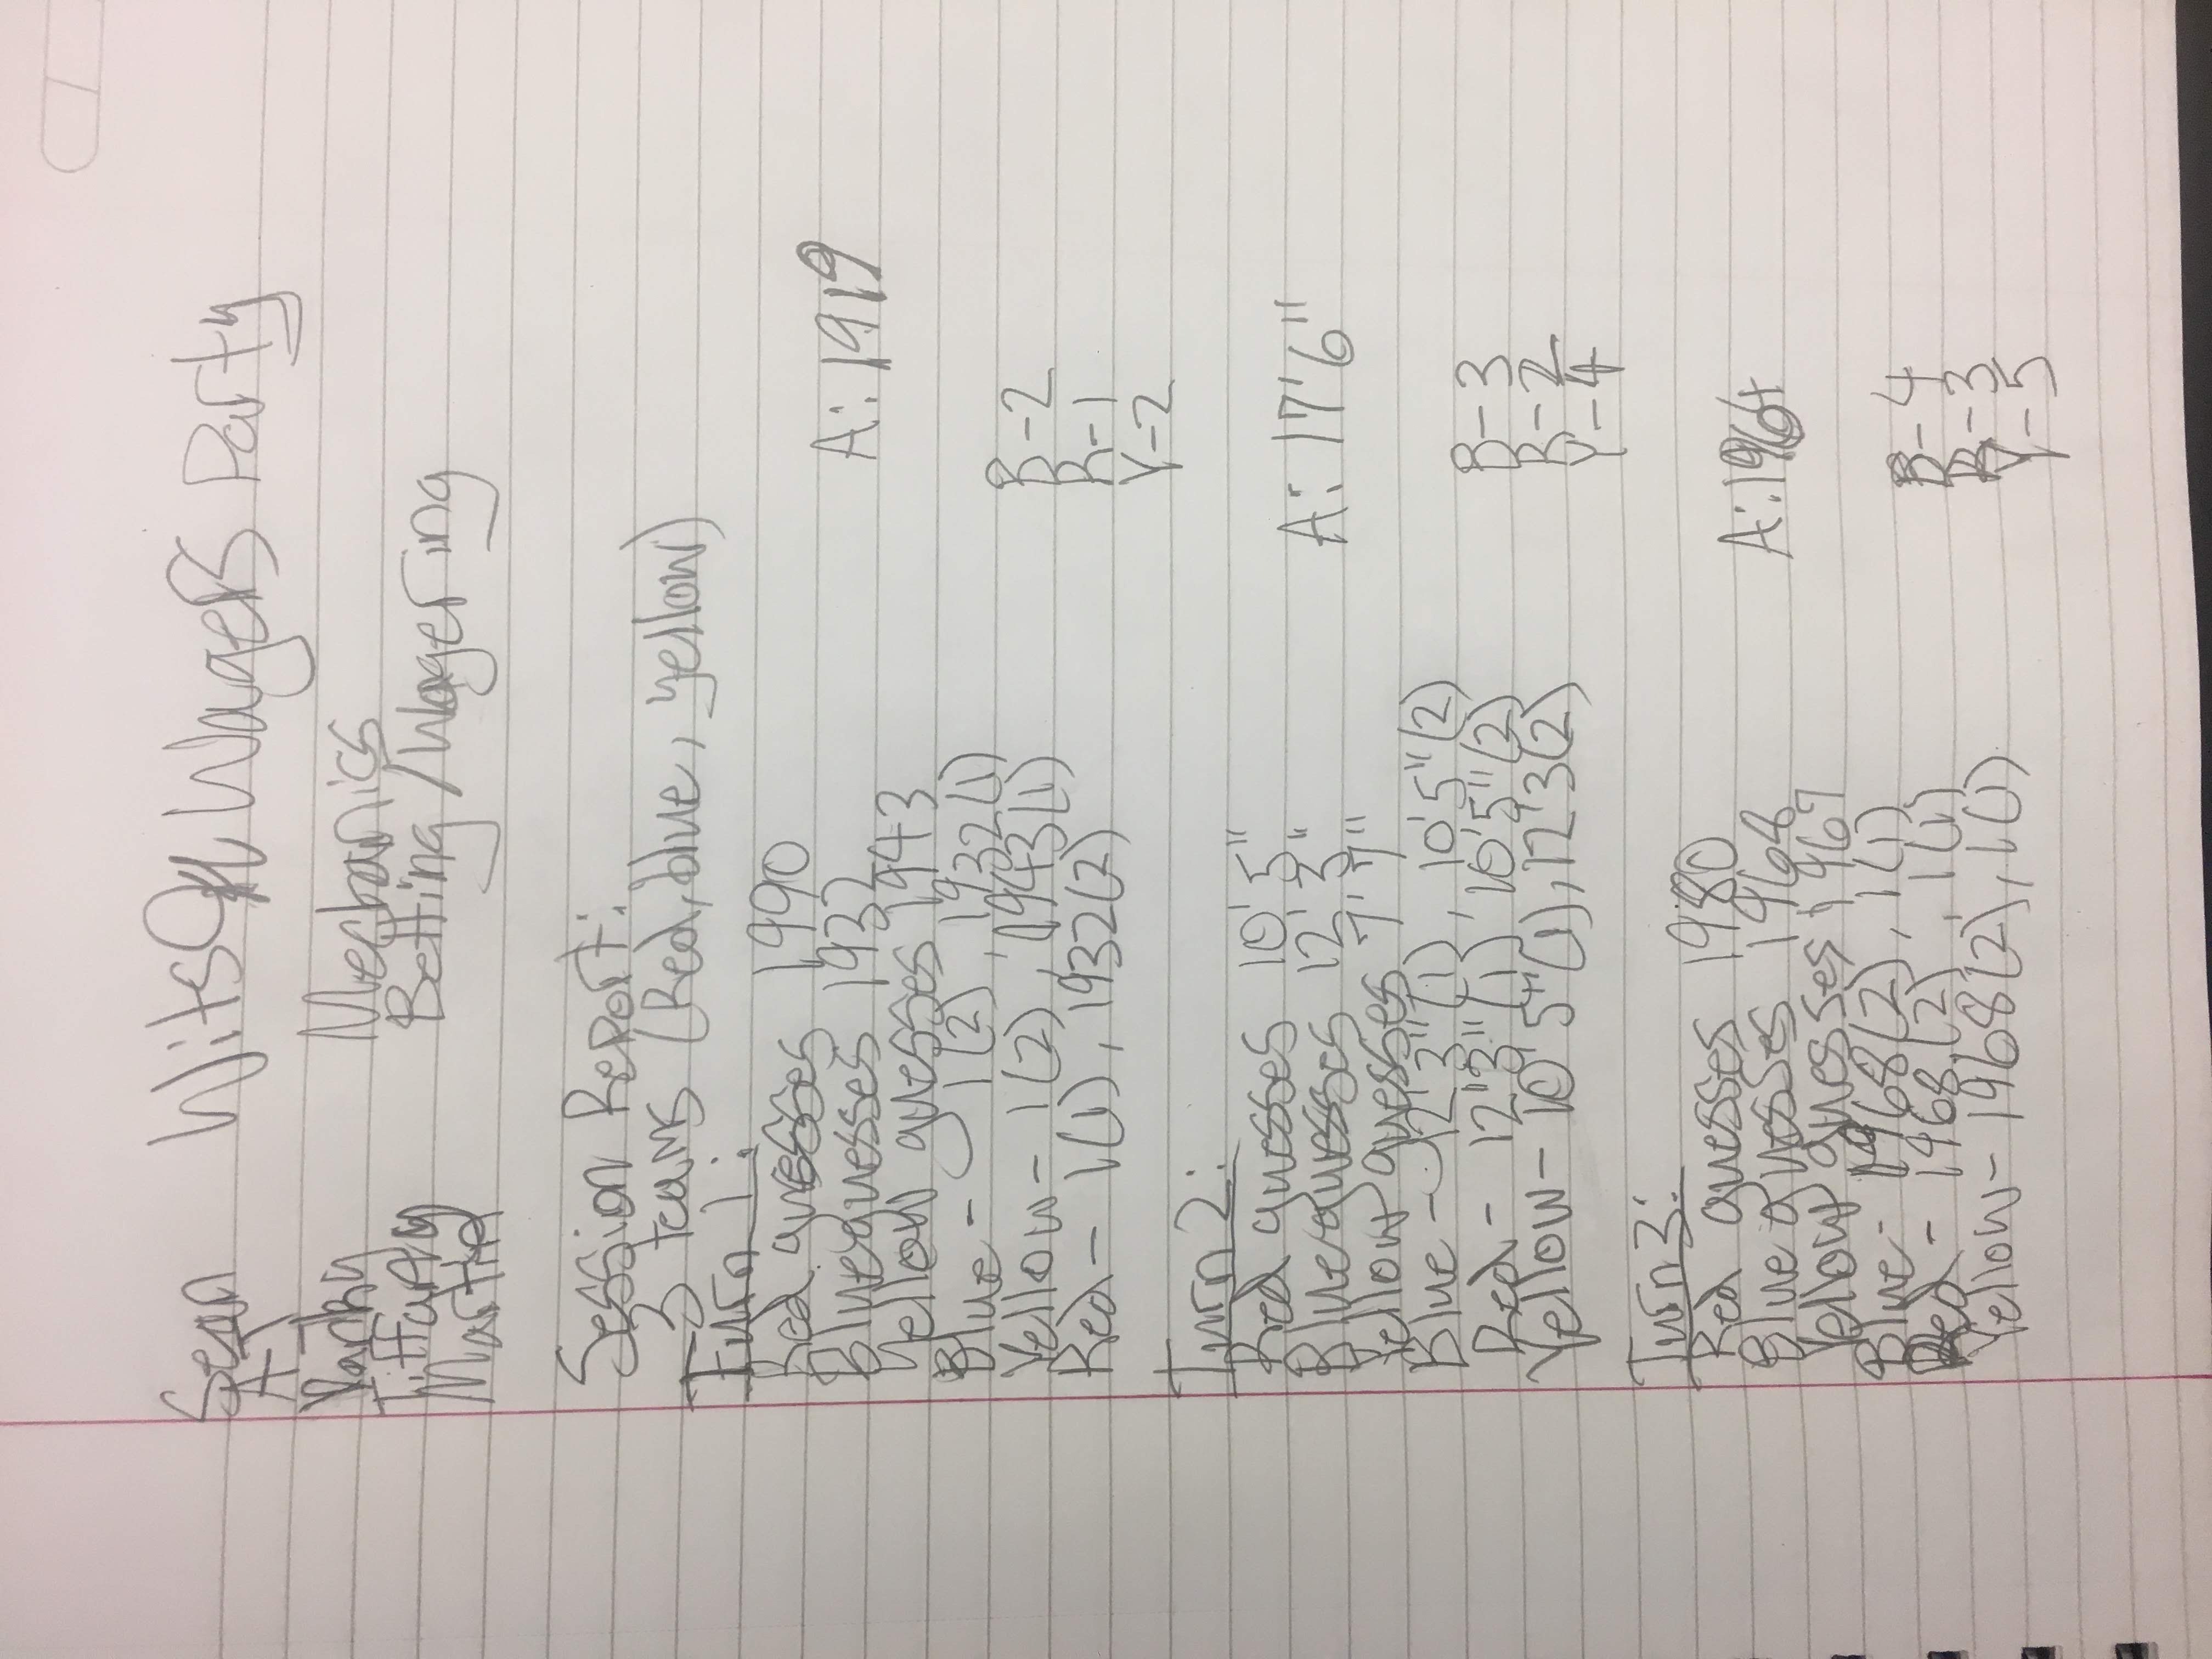 Sean Wits & Wagers Party
AJ
Tiffany
Martin
Mechanics
Betting/Wagering
Session Report:
3 teams (Red, blue, yellow)
Turn 1:
Red guesses 1990
Blue guesses 1932
Yellow guesses 1943
A: 1919
Blue - 1(2), 1932(1)
Yellow - 1(2), 1943(1)
Red - 1(1), 1932(2)
B-2
R-1
Y-2
Turn 2:
Red guesses 10'5"
Blue guesses 12'3"
Yellow guesses 7'7"
A: 17'6"
Blue - 12'3"(1), 10'5"(2)
Red - 12"3"(1) 10'5"(2)
Yellow - 10'5"(1), 12'3(2)
B-3
R-2
Y-4
Turn 3:
Red guesses 1980
Blue guesses 1968
Yellow guesses 1967
A: 1964
Blue - 1968(2), 1(1)
Red - 1968(2), 1(1)
Yellow - 1968(2), 1(1)
B-4
R-3
Y-5